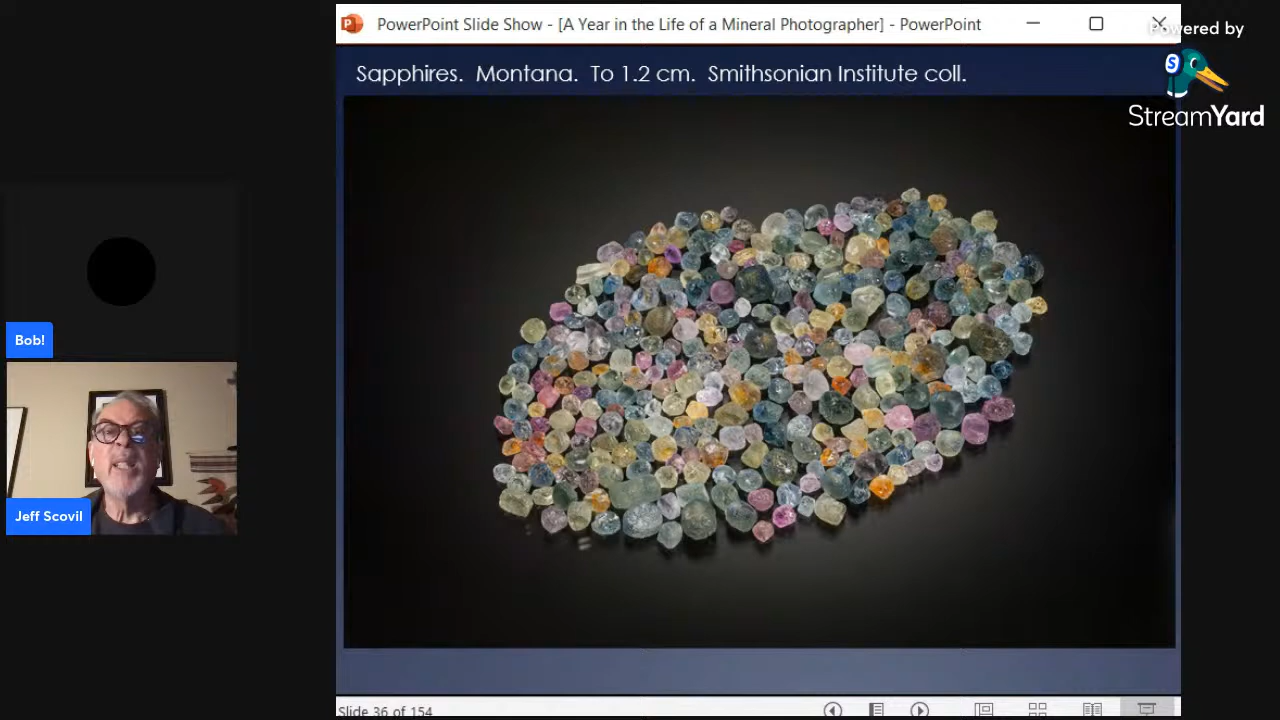 PowerPoint Slide Show - [A Year in the Life of a Mineral Photographer] - PowerPoint
Powered by
StreamYard
Sapphires. Montana. To 1.2 cm. Smithsonian Institute coll.
Bob!
Jeff Scovil
Slide 36 of 154